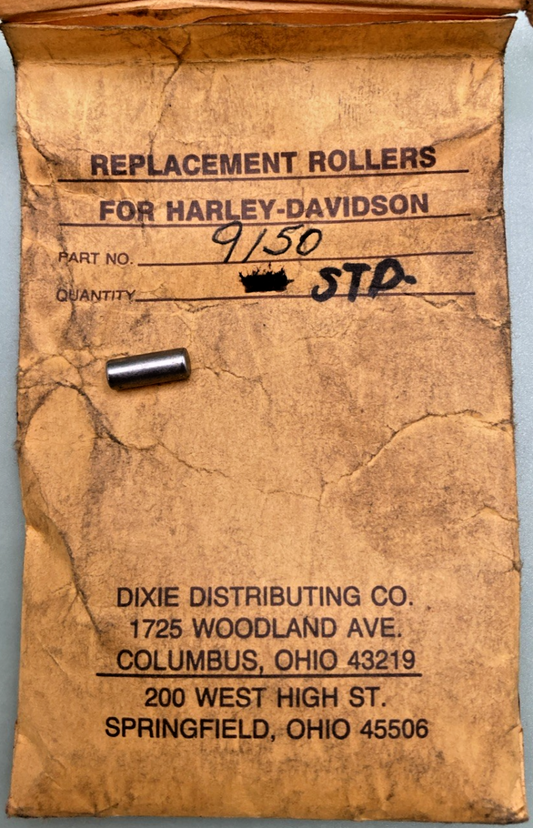 REPLACEMENT ROLLERS
FOR HARLEY-DAVIDSON
PART NO. 9150
QUANTITY STD.
DIXIE DISTRIBUTING CO.
1725 WOODLAND AVE.
COLUMBUS, OHIO 43219
200 WEST HIGH ST.
SPRINGFIELD, OHIO 45506